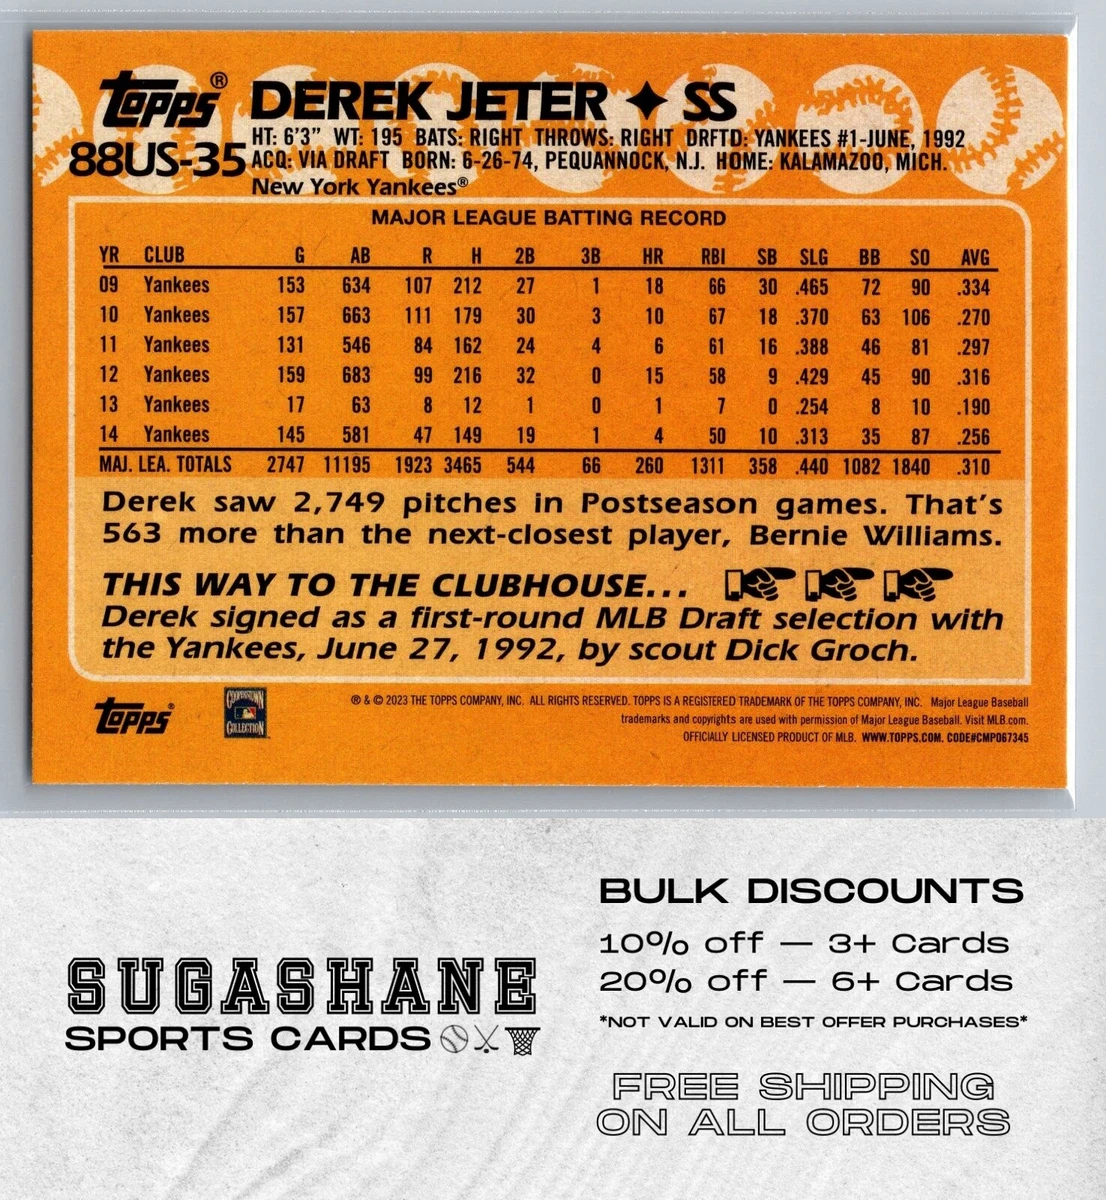 Topps®
DEREK JETER ✦ SS
88US-35
HT: 6'3" WT: 195 BATS: RIGHT THROWS: RIGHT DRFTD: YANKEES #1-JUNE, 1992
ACQ: VIA DRAFT BORN: 6-26-74, PEQUANNOCK, N.J. HOME: KALAMAZOO, MICH.
New York Yankees®
MAJOR LEAGUE BATTING RECORD
YR CLUB G AB R H 2B 3B HR RBI SB SLG BB SO AVG
09 Yankees 153 634 107 212 27 1 18 66 30 .465 72 90 .334
10 Yankees 157 663 111 179 30 3 10 67 18 .370 63 106 .270
11 Yankees 131 546 84 162 24 4 6 61 16 .388 46 81 .297
12 Yankees 159 683 99 216 32 0 15 58 9 .429 45 90 .316
13 Yankees 17 63 8 12 1 0 1 7 0 .254 8 10 .190
14 Yankees 145 581 47 149 19 1 4 50 10 .313 35 87 .256
MAJ. LEA. TOTALS 2747 11195 1923 3465 544 66 260 1311 358 .440 1082 1840 .310
Derek saw 2,749 pitches in Postseason games. That's
563 more than the next-closest player, Bernie Williams.
THIS WAY TO THE CLUBHOUSE...
Derek signed as a first-round MLB Draft selection with
the Yankees, June 27, 1992, by scout Dick Groch.
Topps®
COOPERSTOWN
COLLECTION
® & © 2023 THE TOPPS COMPANY, INC. ALL RIGHTS RESERVED. TOPPS IS A REGISTERED TRADEMARK OF THE TOPPS COMPANY, INC. Major League Baseball
trademarks and copyrights are used with permission of Major League Baseball. Visit MLB.com.
OFFICIALLY LICENSED PRODUCT OF MLB. WWW.TOPPS.COM. CODE#CMP067345
SUGASHANE
SPORTS CARDS
BULK DISCOUNTS
10% off — 3+ Cards
20% off — 6+ Cards
*NOT VALID ON BEST OFFER PURCHASES*
FREE SHIPPING
ON ALL ORDERS